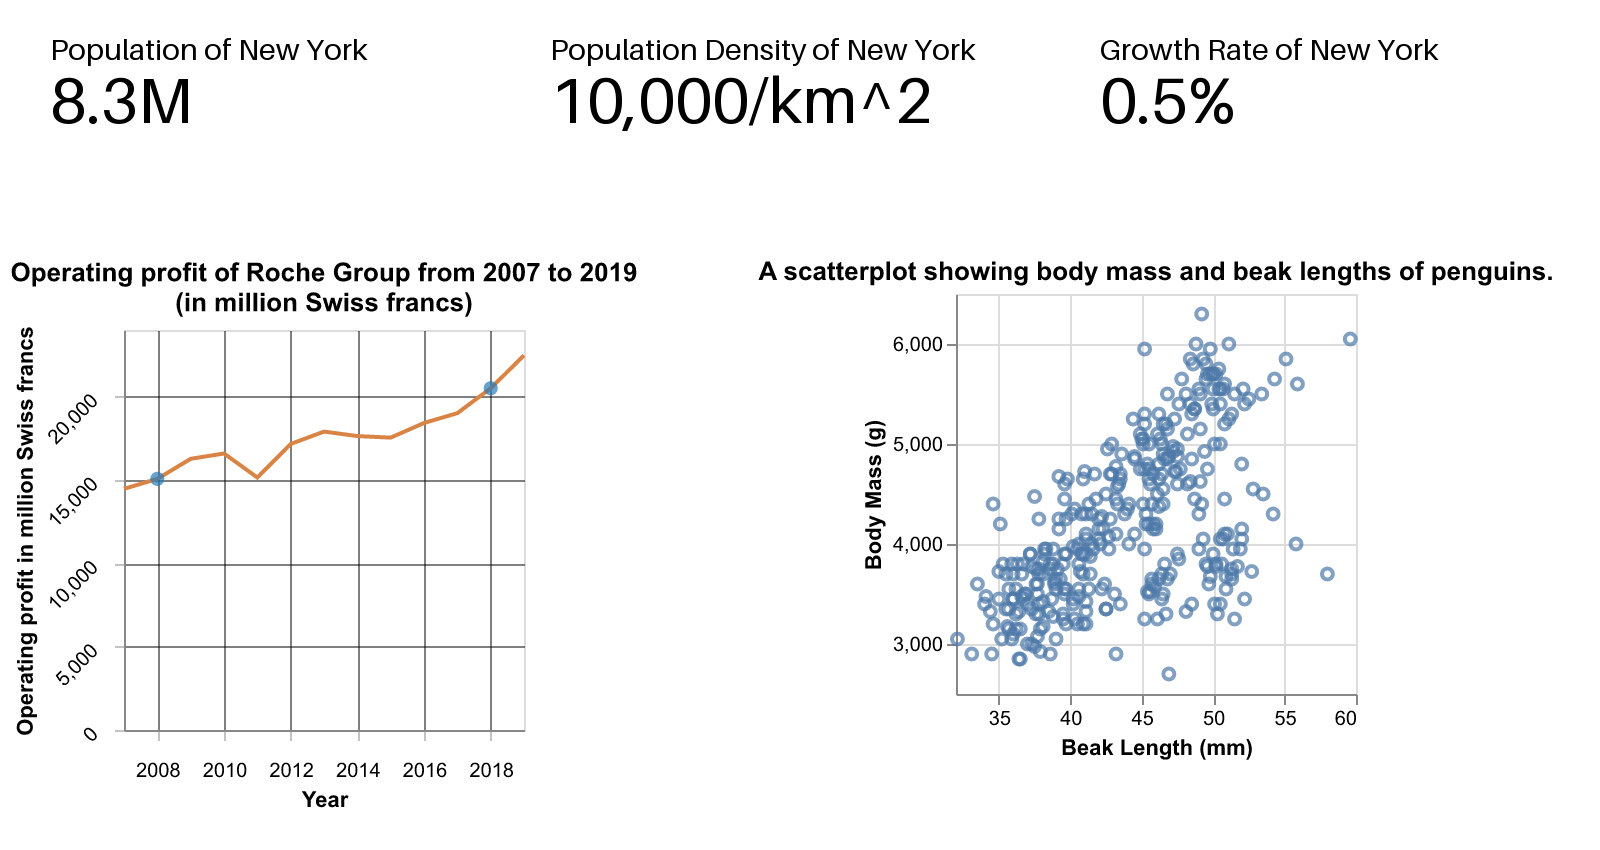 Population of New York
8.3M
Population Density of New York
10,000/km^2
Growth Rate of New York
0.5%
Operating profit of Roche Group from 2007 to 2019
(in million Swiss francs)
Operating profit in million Swiss francs
20,000
15,000
10,000
5,000
0
2008 2010 2012 2014 2016 2018
Year
A scatterplot showing body mass and beak lengths of penguins.
Body Mass (g)
6,000
5,000
4,000
3,000
35 40 45 50 55 60
Beak Length (mm)